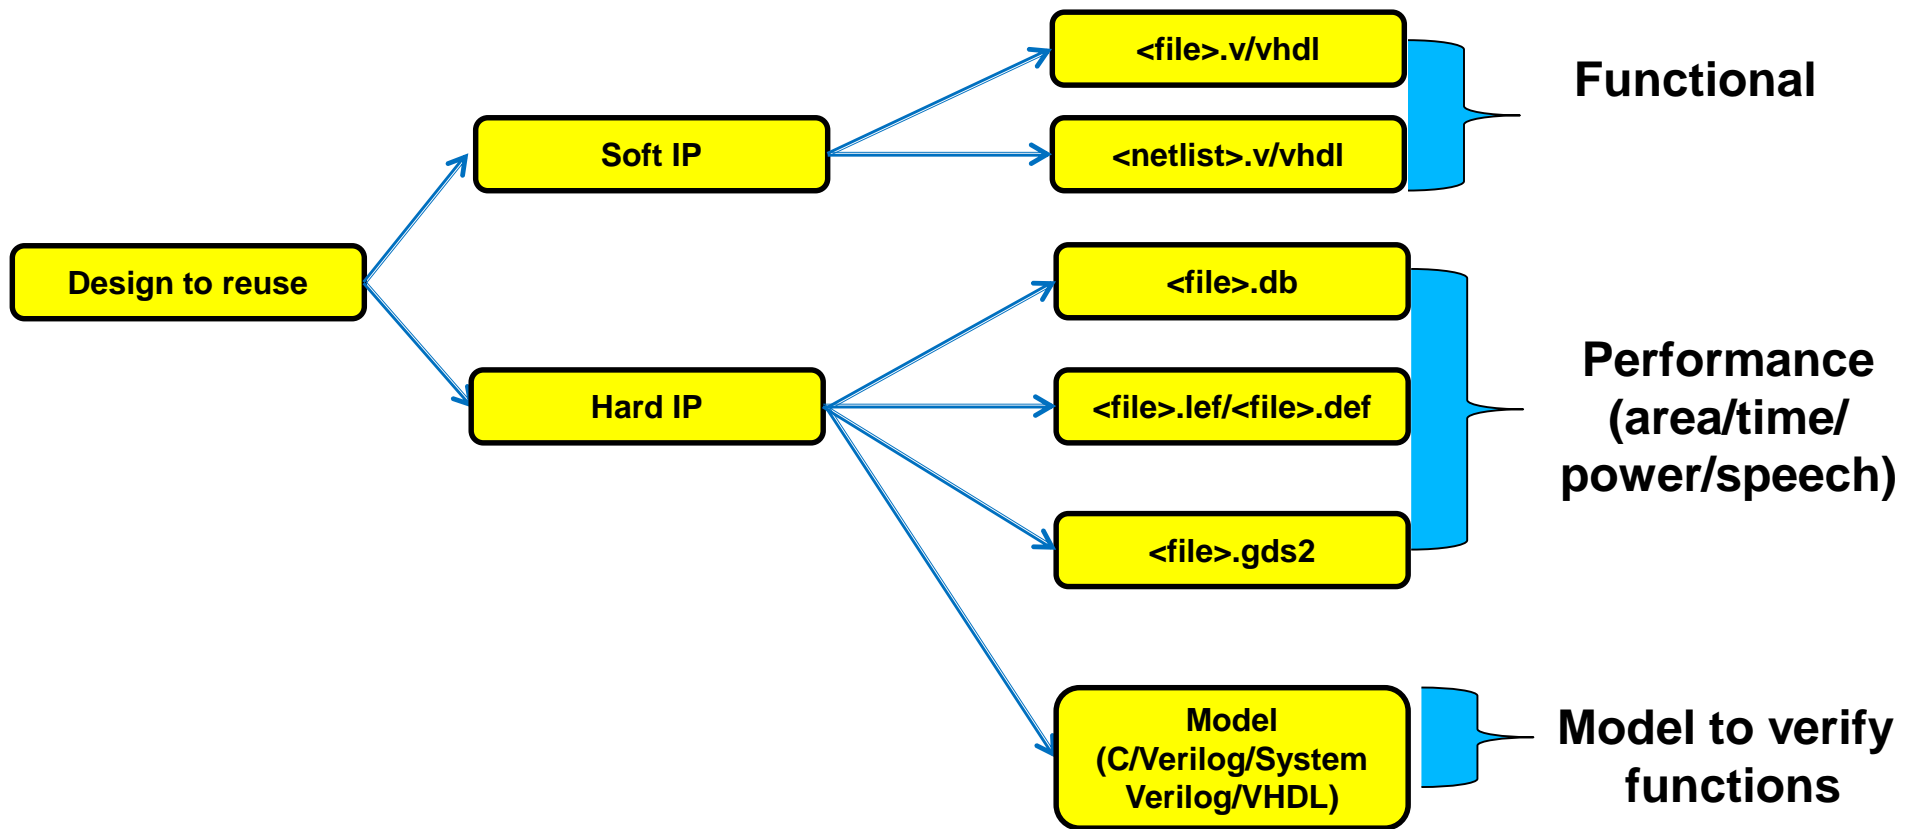 <file>.v/vhdl
Functional
Soft IP
<netlist>.v/vhdl
Design to reuse
<file>.db
Hard IP
<file>.lef/<file>.def
Performance
(area/time/
power/speech)
<file>.gds2
Model
(C/Verilog/System
Verilog/VHDL)
Model to verify
functions